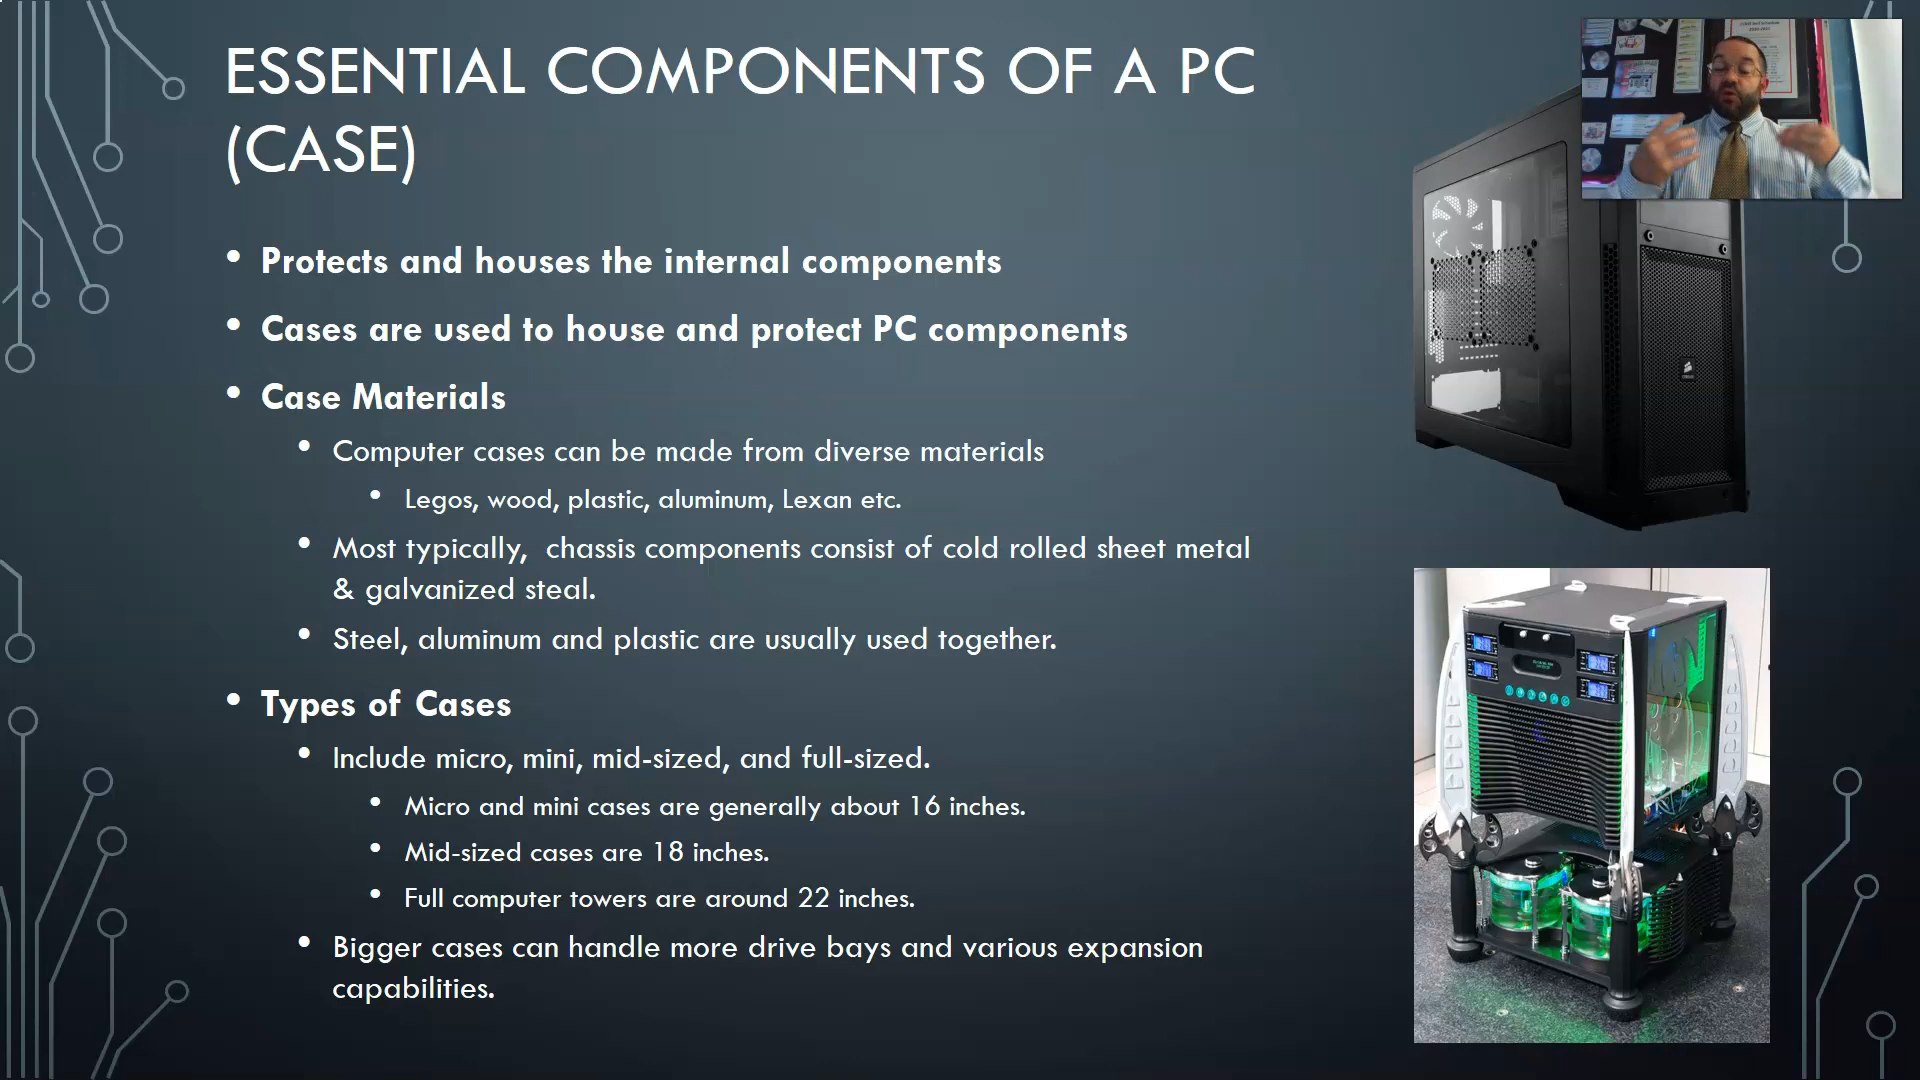 ESSENTIAL COMPONENTS OF A PC
(CASE)
• Protects and houses the internal components
• Cases are used to house and protect PC components
• Case Materials
• Computer cases can be made from diverse materials
• Legos, wood, plastic, aluminum, Lexan etc.
• Most typically,  chassis components consist of cold rolled sheet metal
& galvanized steal.
• Steel, aluminum and plastic are usually used together.
• Types of Cases
• Include micro, mini, mid-sized, and full-sized.
• Micro and mini cases are generally about 16 inches.
• Mid-sized cases are 18 inches.
• Full computer towers are around 22 inches.
• Bigger cases can handle more drive bays and various expansion
capabilities.